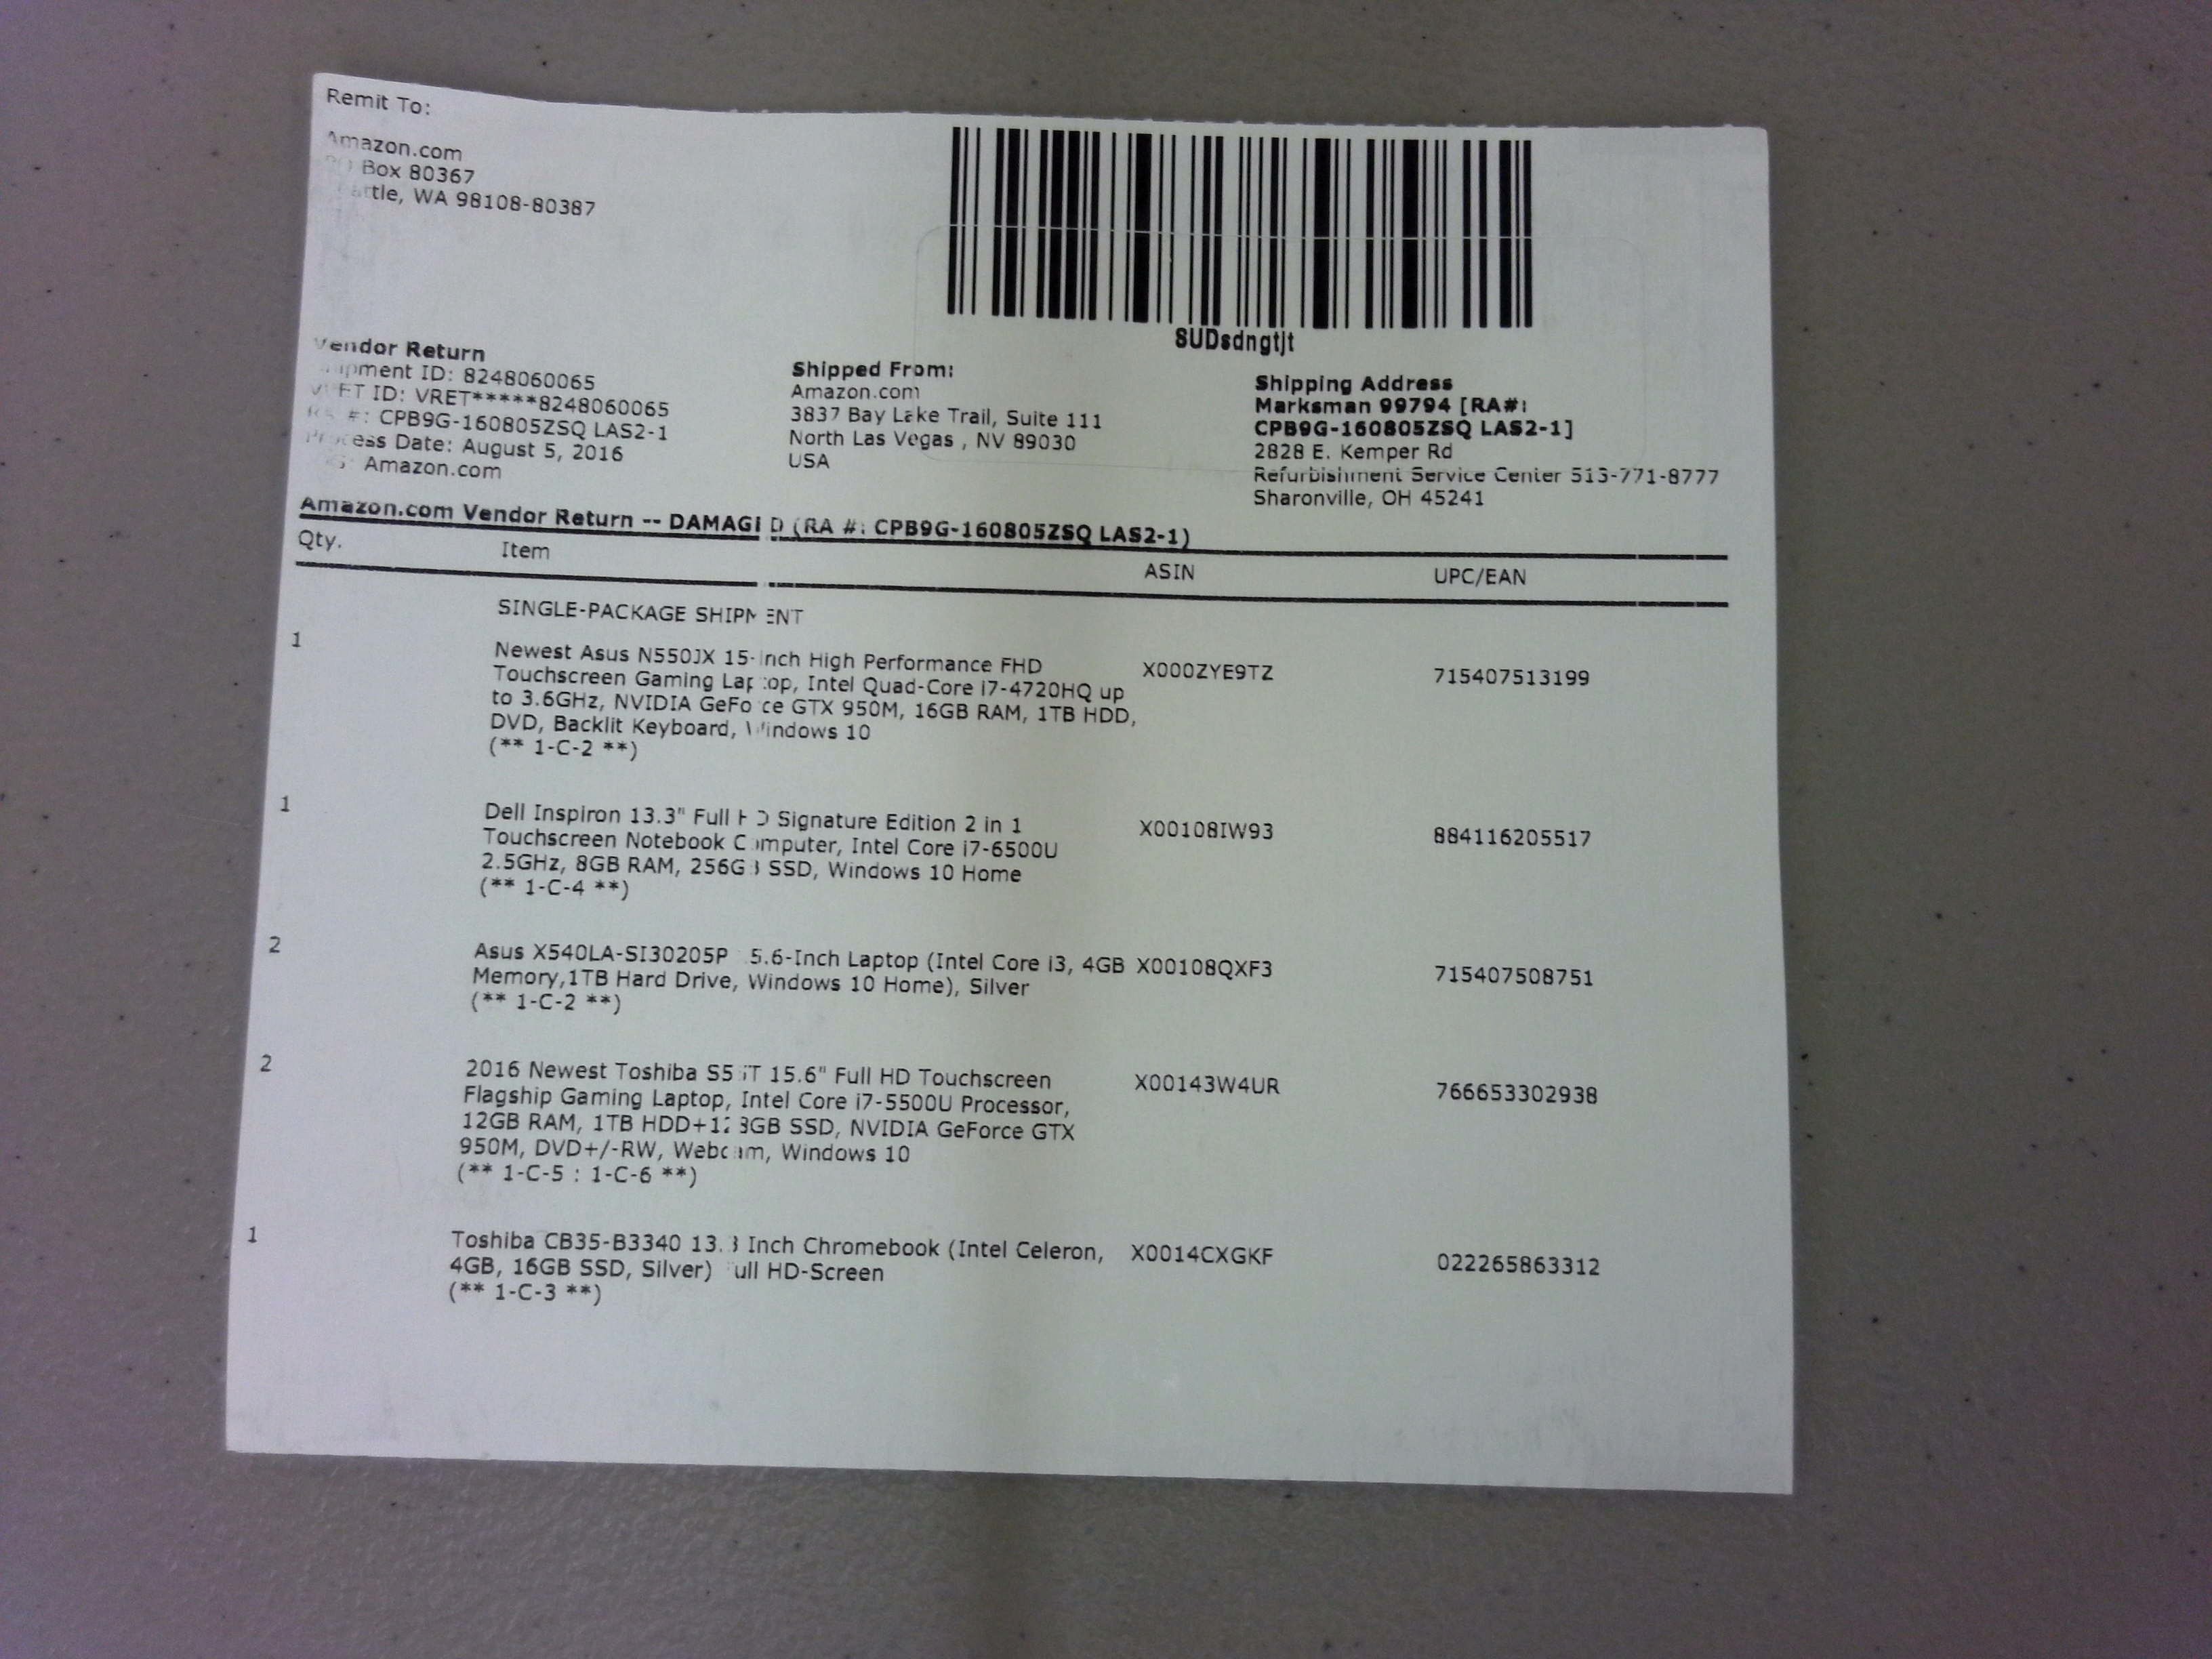 Remit To:
Amazon.com
Box 80367
WA 98108-80387
SUDsdngtJt
Vendor Return
ID: 8248060065
ID: VRET*****8248060065
#: CPB9G-160805ZSQ LAS2-1
Process Date: August 5, 2016
Amazon.com
Shipped From:
Amazon.com
3837 Bay Lake Trail, Suite 111
North Las Vegas , NV 89030
USA
Shipping Address
Marksman 99794 [RA#:
CPB9G-160805ZSQ LAS2-1]
2828 E. Kemper Rd
Refurbishment Service Center 513-771-8777
Sharonville, OH 45241
Amazon.com Vendor Return -- DAMAGED (RA #: CPB9G-160805ZSQ LAS2-1)
Qty. Item ASIN UPC/EAN
SINGLE-PACKAGE SHIPMENT
1 Newest Asus N550JX 15-Inch High Performance FHD X000ZYE9TZ 715407513199
Touchscreen Gaming Laptop, Intel Quad-Core i7-4720HQ up
to 3.6GHz, NVIDIA GeForce GTX 950M, 16GB RAM, 1TB HDD,
DVD, Backlit Keyboard, Windows 10
(** 1-C-2 **)
1 Dell Inspiron 13.3" Full HD Signature Edition 2 in 1 X00108IW93 884116205517
Touchscreen Notebook Computer, Intel Core i7-6500U
2.5GHz, 8GB RAM, 256GB SSD, Windows 10 Home
(** 1-C-4 **)
2 Asus X540LA-SI30205P 15.6-Inch Laptop (Intel Core i3, 4GB X00108QXF3 715407508751
Memory,1TB Hard Drive, Windows 10 Home), Silver
(** 1-C-2 **)
2 2016 Newest Toshiba 15.6" Full HD Touchscreen X00143W4UR 766653302938
Flagship Gaming Laptop, Intel Core i7-5500U Processor,
12GB RAM, 1TB HDD+128GB SSD, NVIDIA GeForce GTX
950M, DVD+/-RW, Webcam, Windows 10
(** 1-C-5 : 1-C-6 **)
1 Toshiba CB35-B3340 13.3 Inch Chromebook (Intel Celeron, X0014CXGKF 022265863312
4GB, 16GB SSD, Silver) Full HD-Screen
(** 1-C-3 **)